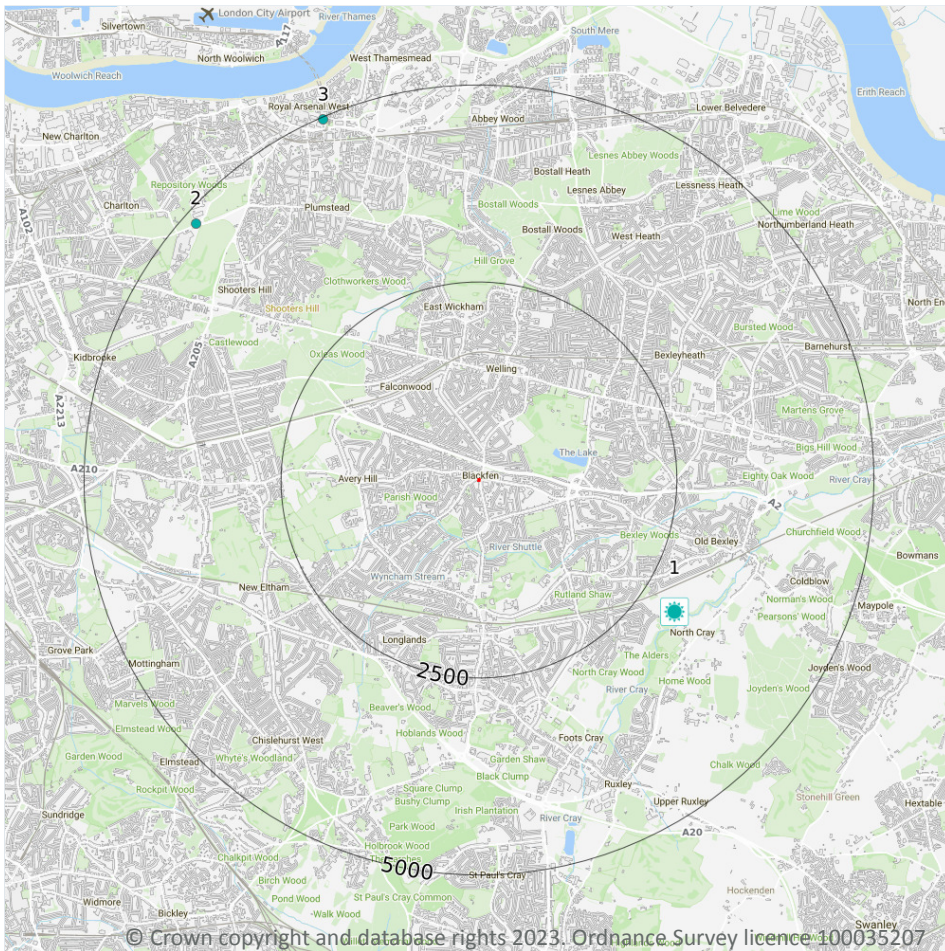 London City Airport
River Thames
Silvertown
A117
South Mere
North Woolwich
West Thamesmead
Woolwich Reach
Erith Reach
3
Royal Arsenal West
Lower Belvedere
New Charlton
Abbey Wood
Lesnes Abbey Woods
Bostall Heath
Repository Woods
Lesnes Abbey
Lessness Heath
2
Charlton
Plumstead
Bostall Woods
Lime Wood
A102
Northumberland Heath
Bostall Woods
West Heath
Hill Grove
Clothworkers Wood
Shooters Hill
North En
Shooters Hill
East Wickham
Bursted Wood
Castlewood
Kidbrooke
A205
Oxleas Wood
Bexleyheath
Barnehurst
Welling
Falconwood
A2213
Martens Grove
Bigs Hill Wood
The Lake
A210
Avery Hill
Blackfen
Eighty Oak Wood
River Cray
Parish Wood
A2
Churchfield Wood
Bexley Woods
Old Bexley
River Shuttle
Bowmans
1
Wyncham Stream
Coldblow
New Eltham
Rutland Shaw
Norman's Wood
Maypole
Pearsons' Wood
North Cray
Longlands
Grove Park
The Alders
Mottingham
2500
North Cray Wood
Joyden's Wood
Home Wood
River Cray
Joyden's Wood
Marvels Wood
Beaver's Wood
Elmstead Wood
Hoblands Wood
Foots Cray
Chislehurst West
Garden Wood
Whyte's Woodland
Garden Shaw
Elmstead
Chalk Wood
Black Clump
Rockpit Wood
Square Clump
Ruxley
Stonehill Green
Bushy Clump
Upper Ruxley
Hextable
Sundridge
Irish Plantation
River Cray
Park Wood
A20
Holbrook Wood
Chalkpit Wood
5000
St Paul's Cray
Birch Wood
Hockenden
Widmore
Pond Wood
St Paul's Cray Common
Bickley
-Walk Wood
Swanley
© Crown copyright and database rights 2023. Ordnance Survey licence 100035207